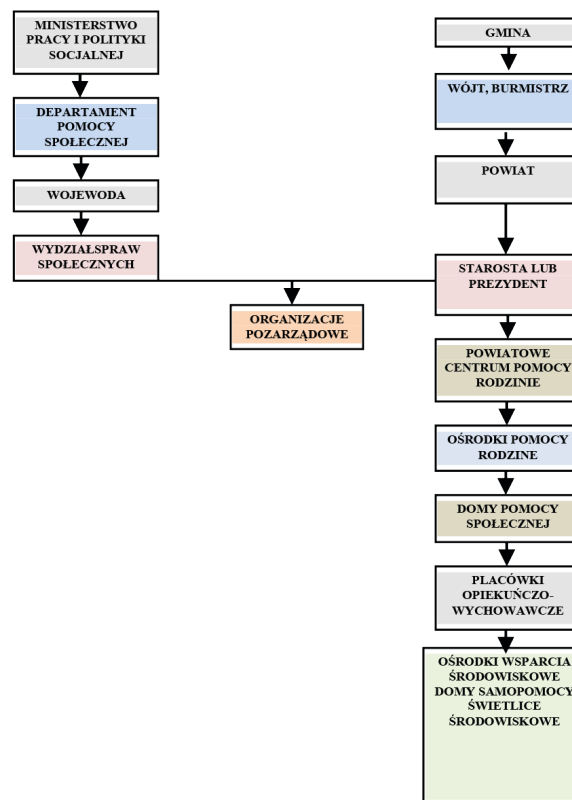 MINISTERSTWO
PRACY I POLITYKI
SOCJALNEJ
DEPARTAMENT
POMOCY
SPOŁECZNEJ
WOJEWODA
WYDZIAŁSPRAW
SPOŁECZNYCH
ORGANIZACJE
POZARZĄDOWE
GMINA
WÓJT, BURMISTRZ
POWIAT
STAROSTA LUB
PREZYDENT
POWIATOWE
CENTRUM POMOCY
RODZINIE
OŚRODKI POMOCY
RODZINE
DOMY POMOCY
SPOŁECZNEJ
PLACÓWKI
OPIEKUŃCZO-
WYCHOWAWCZE
OŚRODKI WSPARCIA
ŚRODOWISKOWE
DOMY SAMOPOMOCY
ŚWIETLICE
ŚRODOWISKOWE